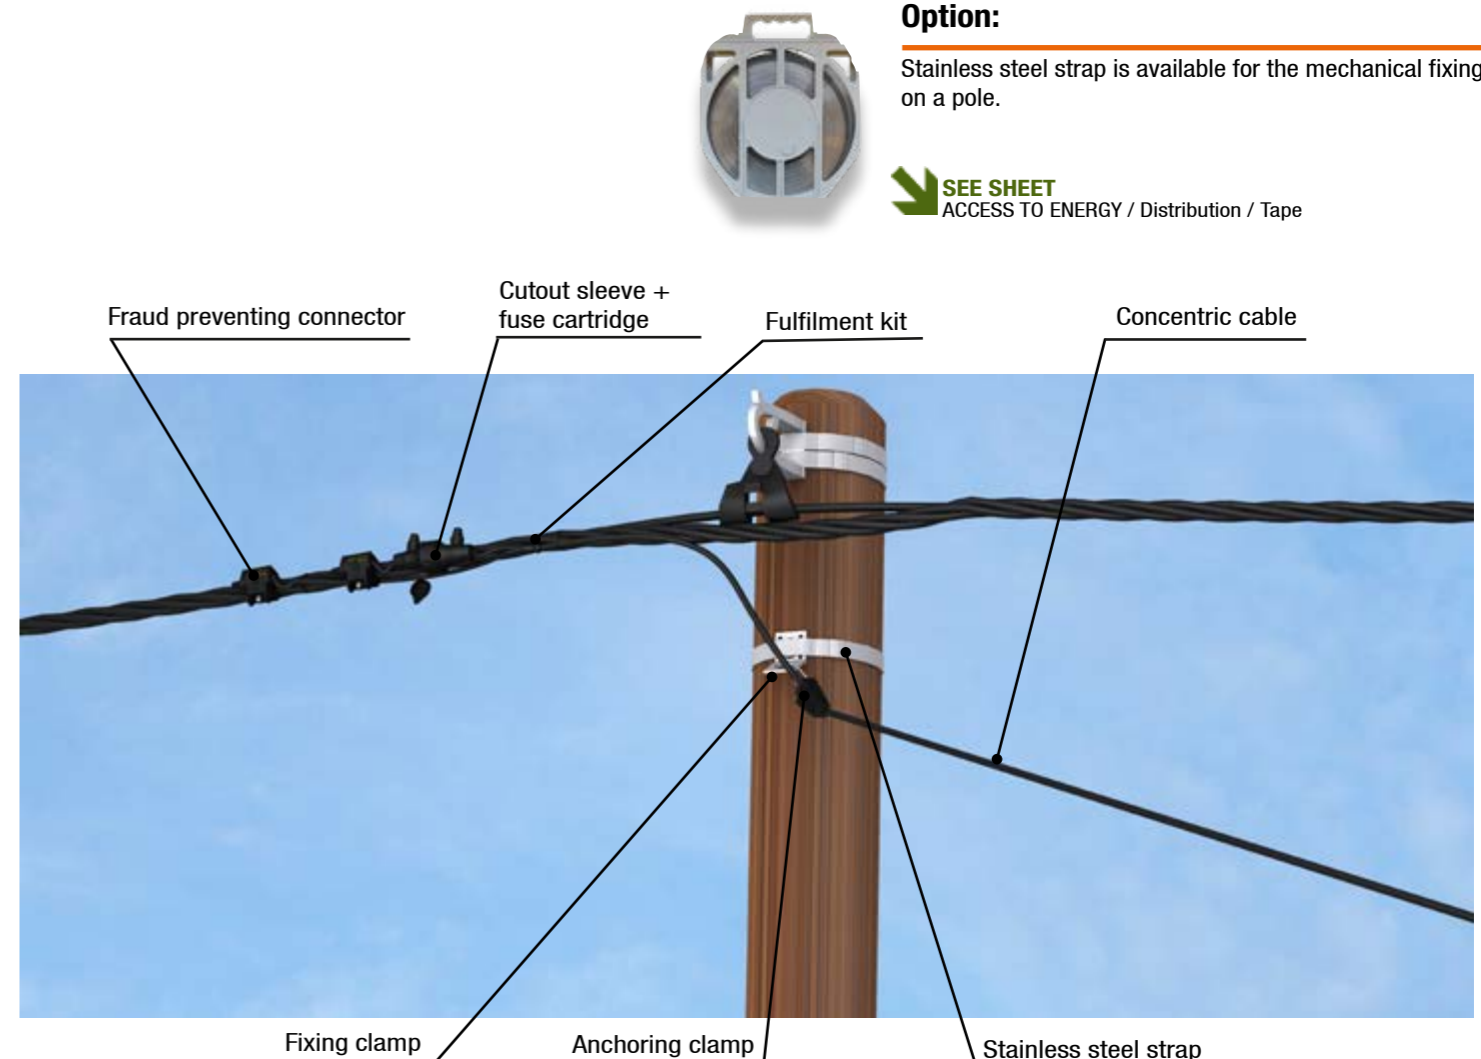 Option:
Stainless steel strap is available for the mechanical fixing
on a pole.
SEE SHEET
ACCESS TO ENERGY / Distribution / Tape
Cutout sleeve +
fuse cartridge
Fraud preventing connector
Fulfilment kit
Concentric cable
Fixing clamp
Anchoring clamp
Stainless steel strap